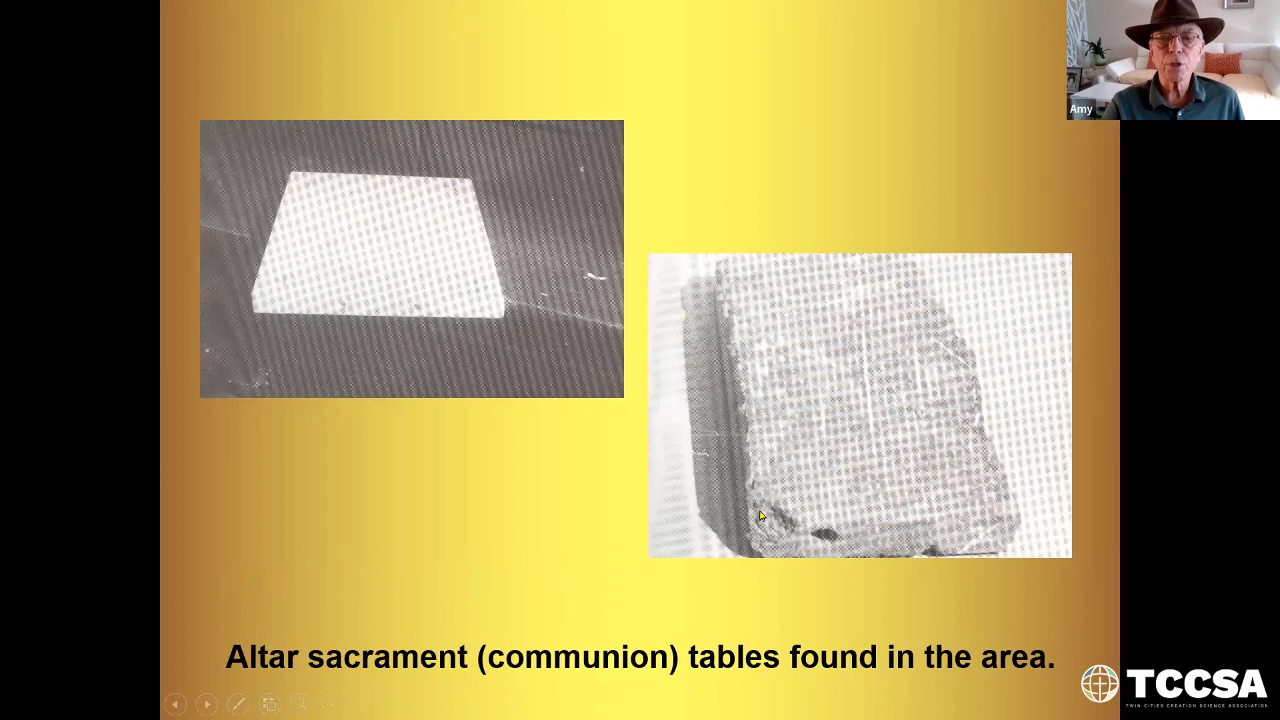 Amy
Altar sacrament (communion) tables found in the area.
TCCSA
TWIN CITIES CREATION SCIENCE ASSOCIATION